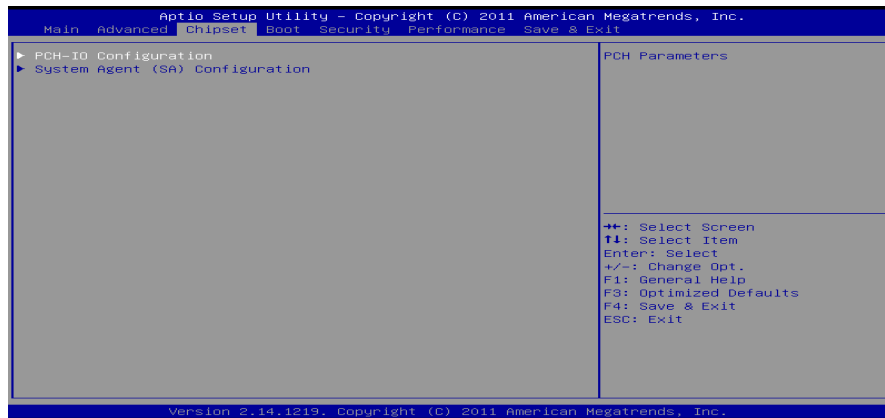 Aptio Setup Utility – Copyright (C) 2011 American Megatrends, Inc.
Main Advanced Chipset Boot Security Performance Save & Exit
► PCH-IO Configuration
► System Agent (SA) Configuration
PCH Parameters
→←: Select Screen
↑↓: Select Item
Enter: Select
+/-: Change Opt.
F1: General Help
F3: Optimized Defaults
F4: Save & Exit
ESC: Exit
Version 2.14.1219. Copyright (C) 2011 American Megatrends, Inc.